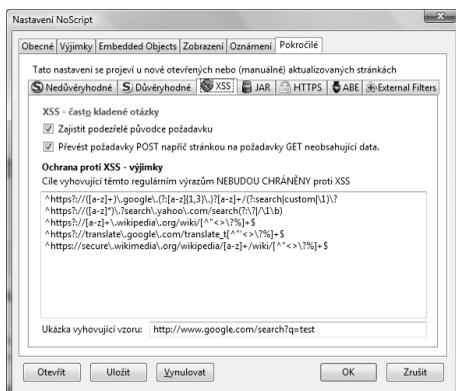 Nastavení NoScript
Obecné Výjimky Embedded Objects Zobrazení Oznámení Pokročilé
Tato nastavení se projeví u nově otevřených nebo (manuálně) aktualizovaných stránkách
Nedůvěryhodné Důvěryhodné XSS JAR HTTPS ABE External Filters
XSS - často kladené otázky
Zajistit podezřelé původce požadavku
Převést požadavky POST napříč stránkou na požadavky GET neobsahující data.
Ochrana proti XSS - výjimky
Cíle vyhovující těmto regulárním výrazům NEBUDOU CHRÁNĚNY proti XSS
^https?://([a-z]+)\.google\.(?:[a-z]{1,3}\.)?[a-z]+/(?:search|custom|\1)\?
^https?://([a-z]*)\.?search\.yahoo\.com/search(?:\?|/\1\b)
^https?://[a-z]+\.wikipedia\.org/wiki/[^"<>\?%]+$
^https?://translate\.google\.com/translate_t[^"'<>\?%]+$
^https://secure\.wikimedia\.org/wikipedia/[a-z]+/wiki/[^"<>\?%]+$
Ukázka vyhovující vzoru: http://www.google.com/search?q=test
Otevřít Uložit Vynulovat OK Zrušit